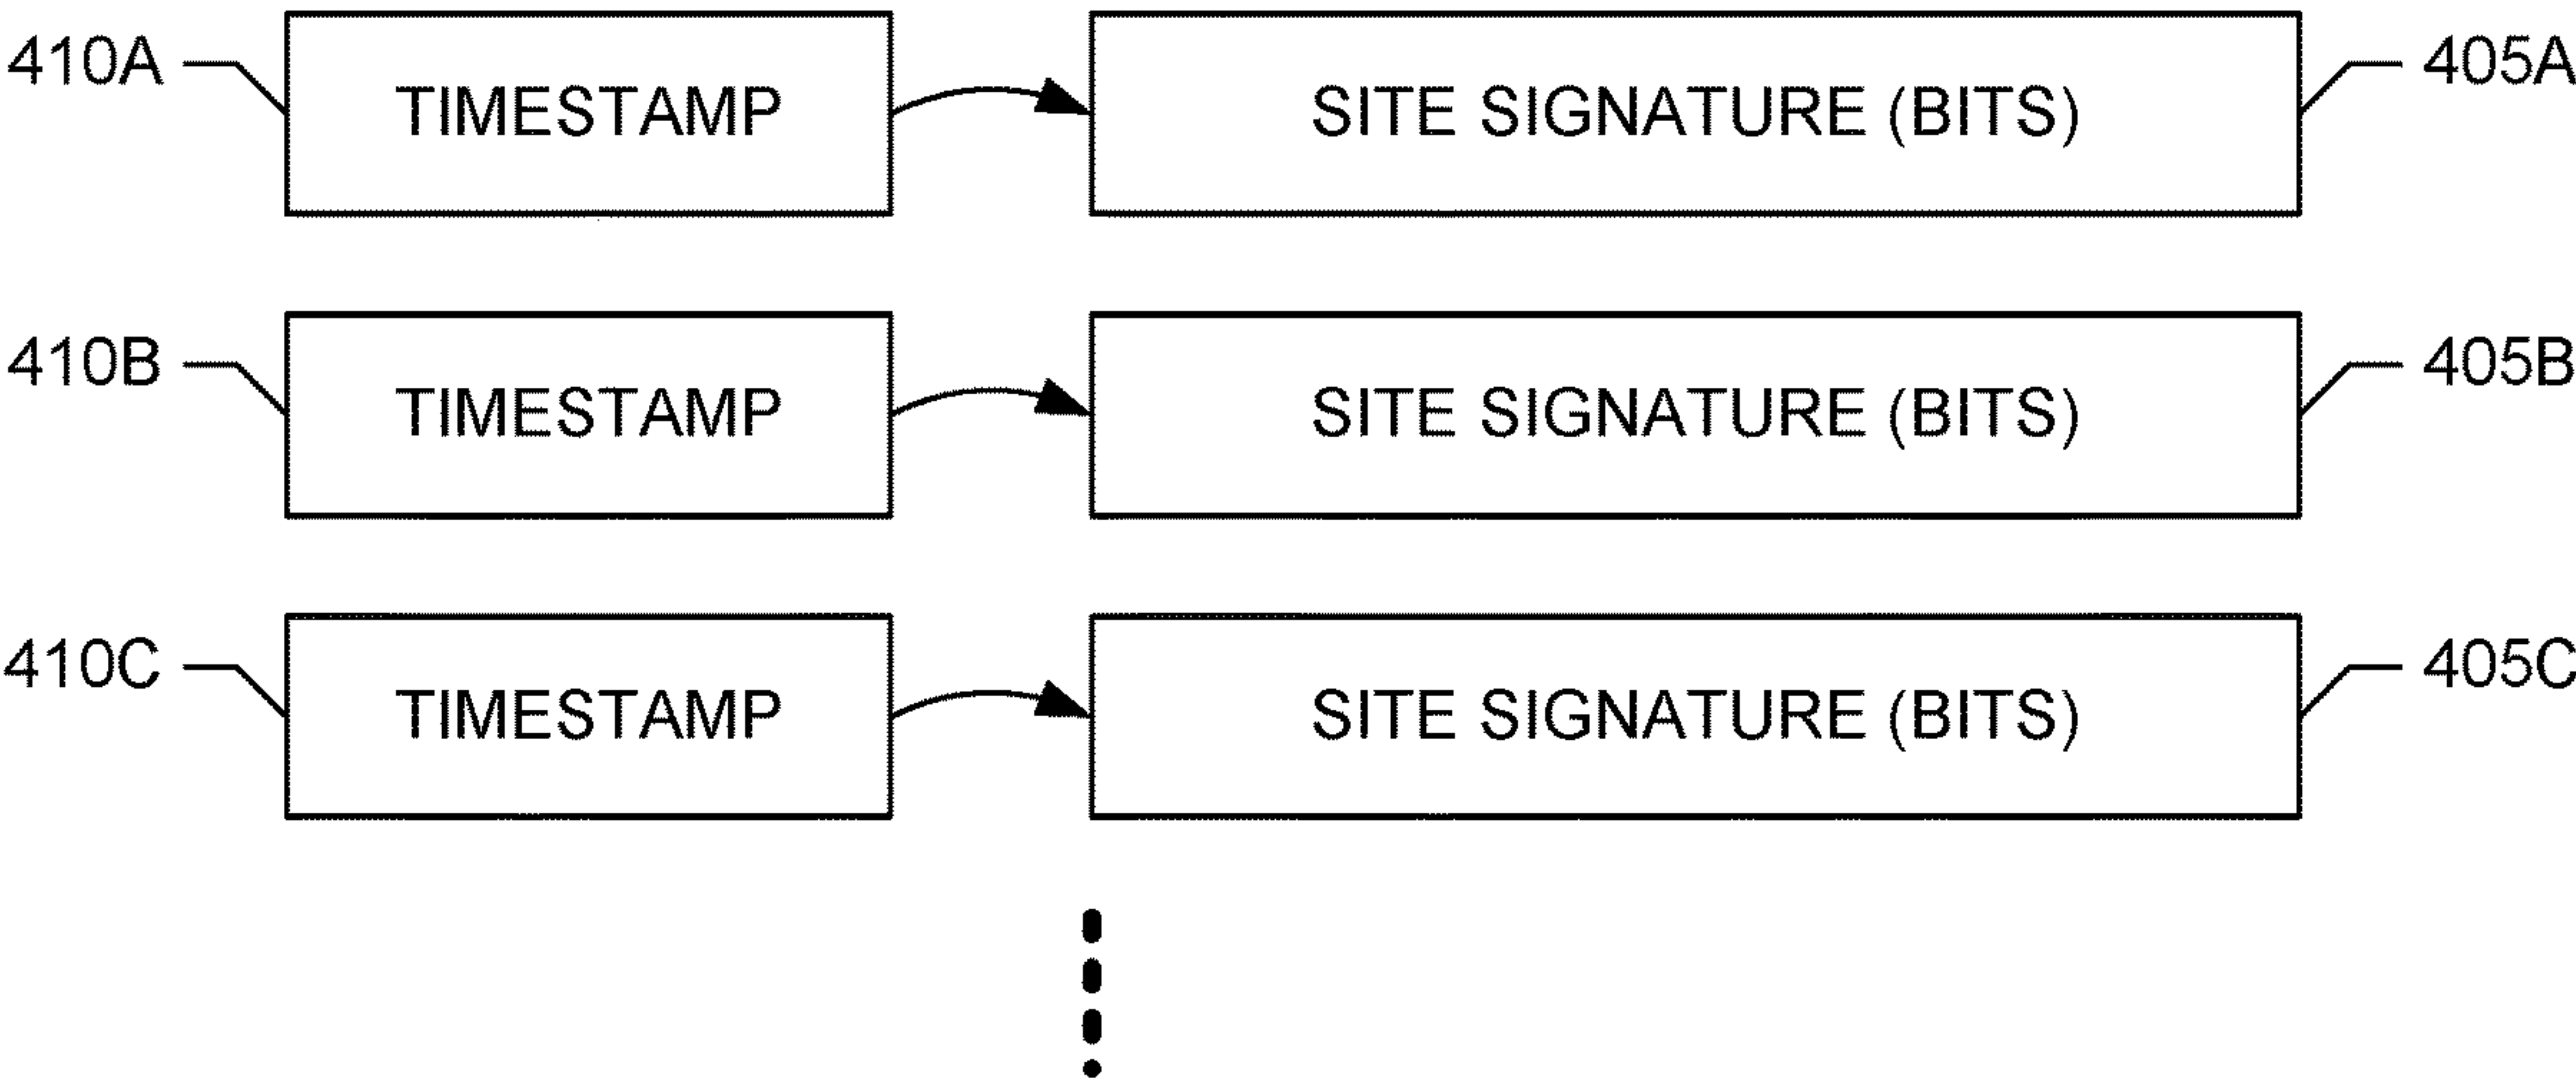 410A TIMESTAMP SITE SIGNATURE (BITS) 405A
410B TIMESTAMP SITE SIGNATURE (BITS) 405B
410C TIMESTAMP SITE SIGNATURE (BITS) 405C